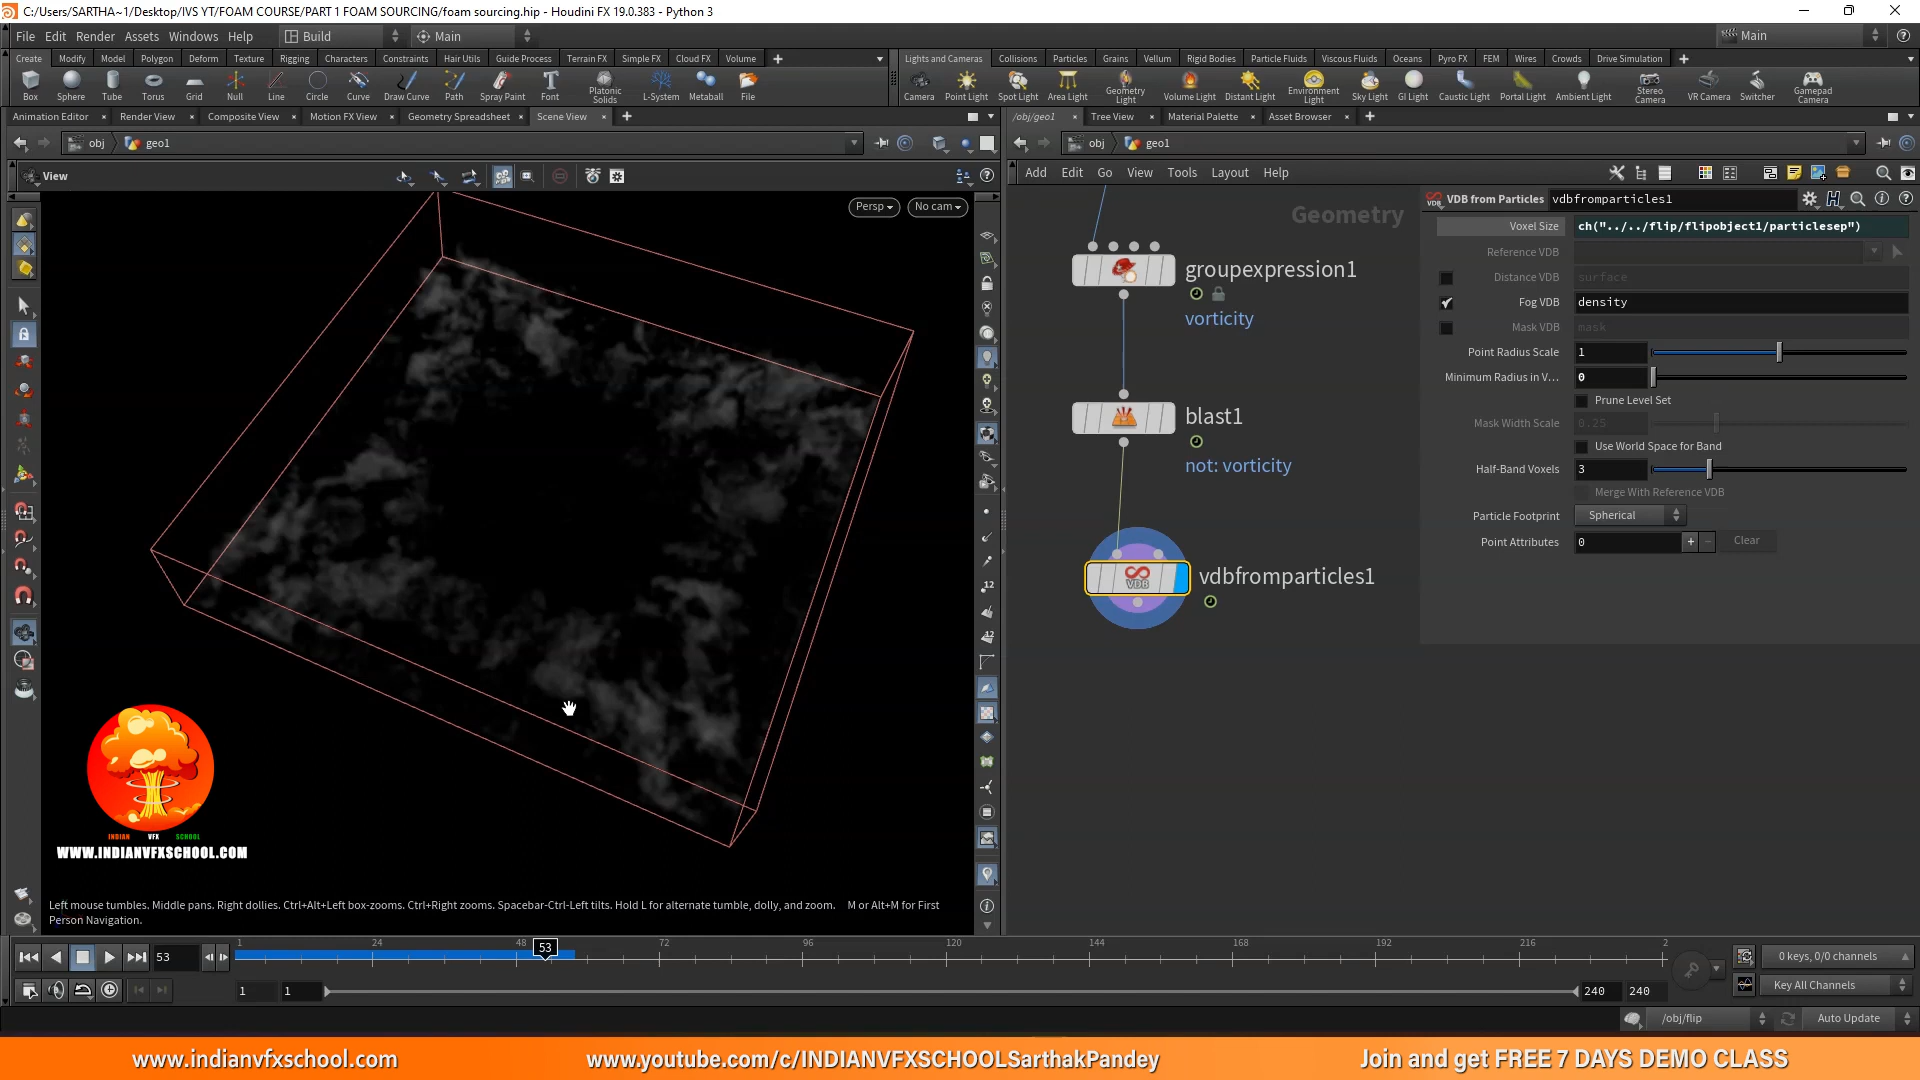 C:/Users/SARTHA~1/Desktop/IVS YT/FOAM COURSE/PART 1 FOAM SOURCING/foam sourcing.hip - Houdini FX 19.0.383 - Python 3
File Edit Render Assets Windows Help Build Main Main
Create Modify Model Polygon Deform Texture Rigging Characters Constraints Hair Utils Guide Process Terrain FX Simple FX Cloud FX Volume
Lights and Cameras Collisions Particles Grains Vellum Rigid Bodies Particle Fluids Viscous Fluids Oceans Pyro FX FEM Wires Crowds Drive Simulation
Box Sphere Tube Torus Grid Null Line Circle Curve Draw Curve Path Spray Paint Font Platonic Solids L-System Metaball File
Camera Point Light Spot Light Area Light Geometry Light Volume Light Distant Light Environment Light Sky Light GI Light Caustic Light Portal Light Ambient Light Stereo Camera VR Camera Switcher Gamepad Camera
Animation Editor Render View Composite View Motion FX View Geometry Spreadsheet Scene View
/obj/geo1 Tree View Material Palette Asset Browser
obj geo1
obj geo1
View
Add Edit Go View Tools Layout Help
Persp No cam
Geometry
groupexpression1
vorticity
blast1
not: vorticity
vdbfromparticles1
VDB from Particles vdbfromparticles1
Voxel Size ch("../../flip/flipobject1/particlesep")
Reference VDB
Distance VDB surface
Fog VDB density
Mask VDB mask
Point Radius Scale 1
Minimum Radius in V... 0
Prune Level Set
Mask Width Scale 0.25
Use World Space for Band
Half-Band Voxels 3
Merge With Reference VDB
Particle Footprint Spherical
Point Attributes 0 + - Clear
VDB
12
12
INDIAN VFX SCHOOL
WWW.INDIANVFXSCHOOL.COM
Left mouse tumbles. Middle pans. Right dollies. Ctrl+Alt+Left box-zooms. Ctrl+Right zooms. Spacebar-Ctrl-Left tilts. Hold L for alternate tumble, dolly, and zoom. M or Alt+M for First
Person Navigation.
53 1 24 48 53 72 96 120 144 168 192 216 2
0 keys, 0/0 channels
1 1 240 240
Key All Channels
/obj/flip Auto Update
www.indianvfxschool.com www.youtube.com/c/INDIANVFXSCHOOLSarthakPandey Join and get FREE 7 DAYS DEMO CLASS